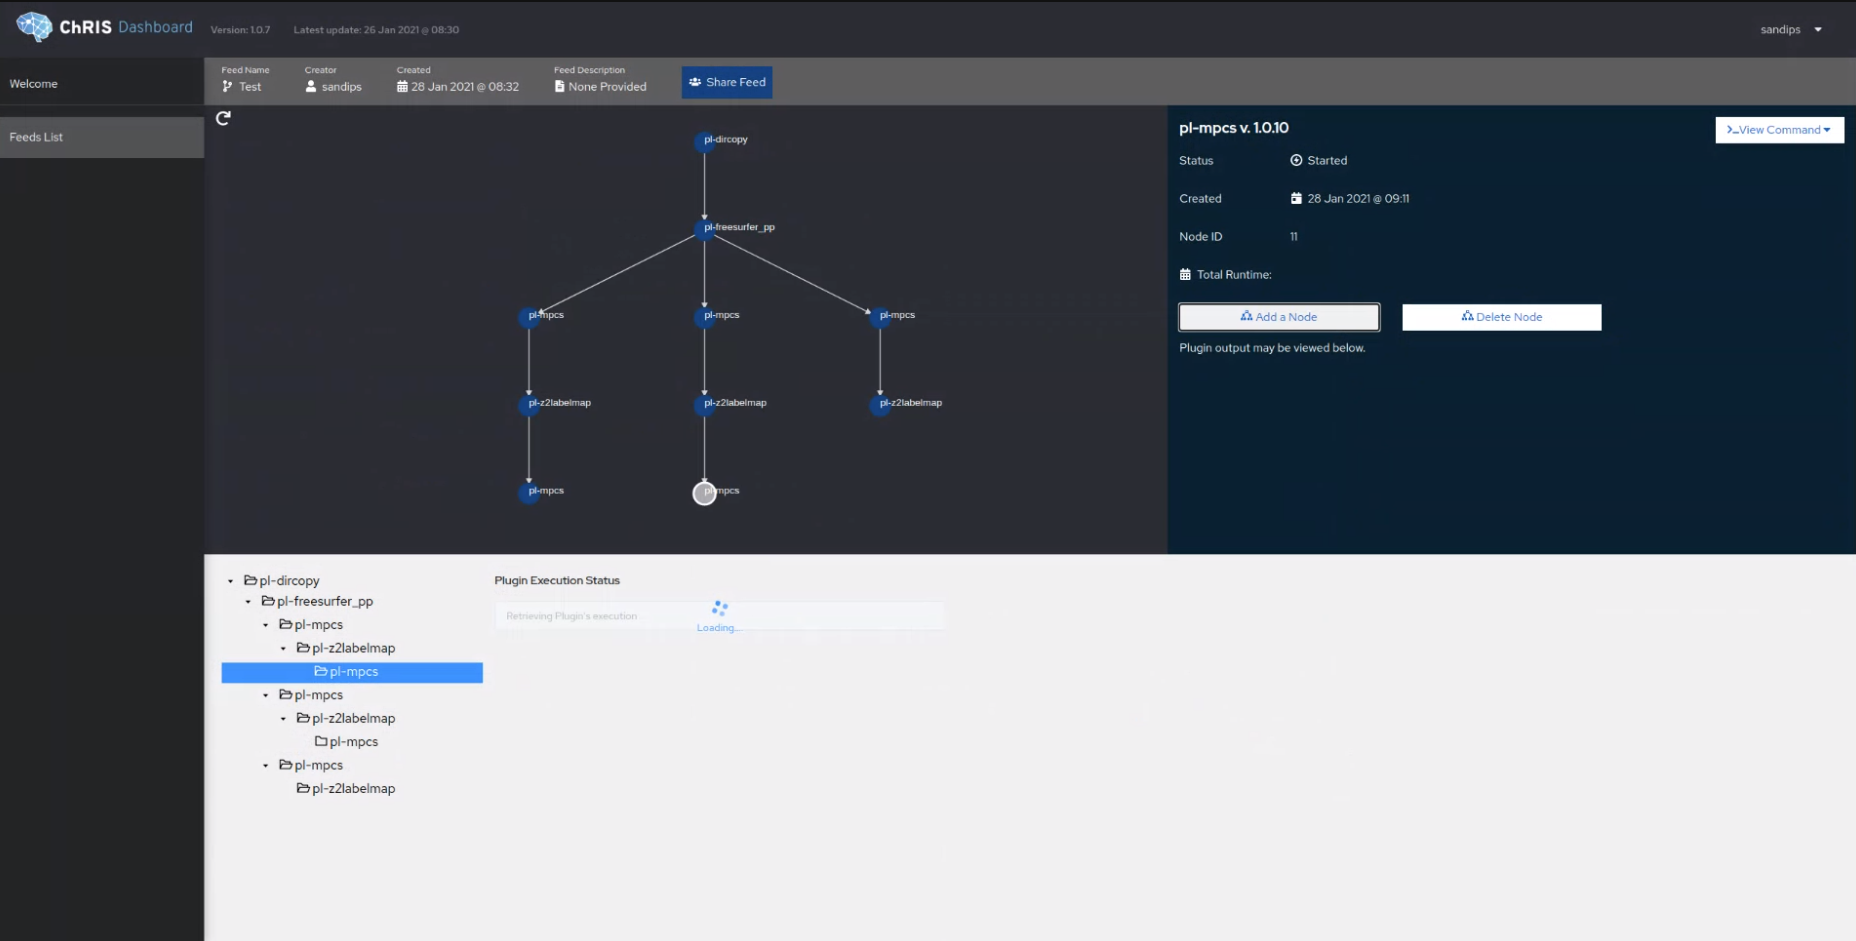 ChRIS Dashboard Version: 1.0.7 Latest update: 26 Jan 2021 @ 08:30 sandips
Welcome
Feeds List
Feed Name Creator Created Feed Description
Test sandips 28 Jan 2021 @ 08:32 None Provided Share Feed
pl-dircopy
pl-freesurfer_pp
pl-mpcs pl-mpcs pl-mpcs
pl-z2labelmap pl-z2labelmap pl-z2labelmap
pl-mpcs pl-mpcs
pl-mpcs v. 1.0.10 >_View Command
Status Started
Created 28 Jan 2021 @ 09:11
Node ID 11
Total Runtime:
Add a Node Delete Node
Plugin output may be viewed below.
pl-dircopy
pl-freesurfer_pp
pl-mpcs
pl-z2labelmap
pl-mpcs
pl-mpcs
pl-z2labelmap
pl-mpcs
pl-mpcs
pl-z2labelmap
Plugin Execution Status
Retrieving Plugin's execution
Loading...